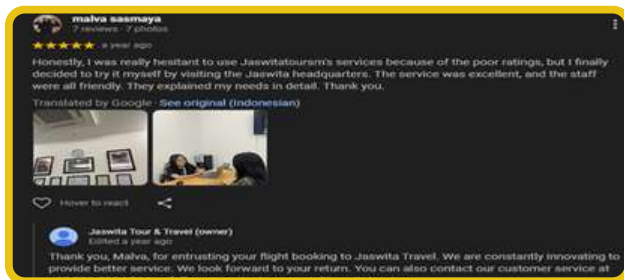 malva sasmaya
7 reviews · 7 photos
★★★★★ a year ago
Honestly, I was really hesitant to use Jaswitatoursm's services because of the poor ratings, but I finally
decided to try it myself by visiting the Jaswita headquarters. The service was excellent, and the staff
were all friendly. They explained my needs in detail. Thank you.
Translated by Google · See original (Indonesian)
Hover to react
Jaswita Tour & Travel (owner)
Edited a year ago
Thank you, Malva, for entrusting your flight booking to Jaswita Travel. We are constantly innovating to
provide better service. We look forward to your return. You can also contact our customer service at